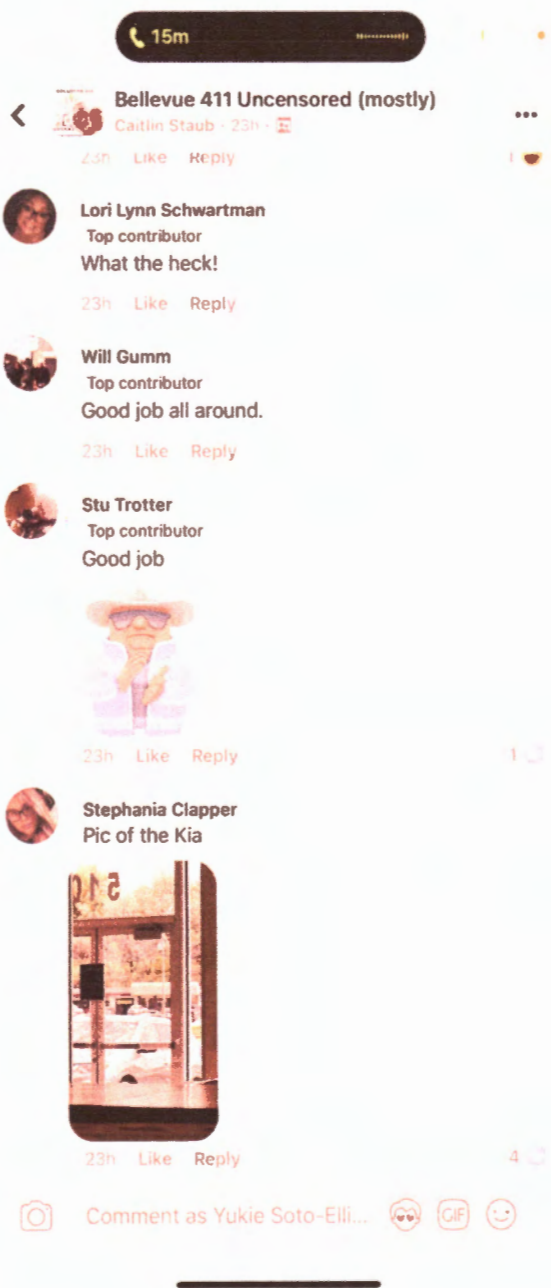 15m
Bellevue 411 Uncensored (mostly)
Caitlin Staub · 23h ·
23h Like Reply
1
Lori Lynn Schwartman
Top contributor
What the heck!
23h Like Reply
Will Gumm
Top contributor
Good job all around.
23h Like Reply
Stu Trotter
Top contributor
Good job
23h Like Reply
1
Stephania Clapper
Pic of the Kia
510
23h Like Reply
4
Comment as Yukie Soto-Elli...
GIF